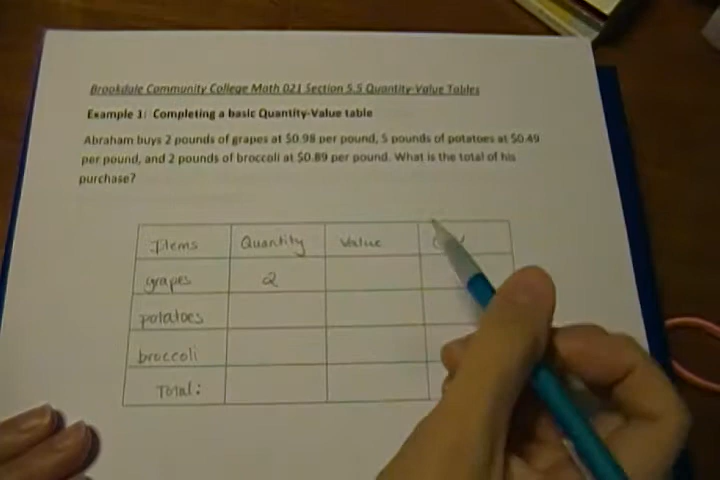 Brookdale Community College Math 021 Section 5.5 Quantity-Value Tables
Example 1: Completing a basic Quantity-Value table
Abraham buys 2 pounds of grapes at $0.98 per pound, 5 pounds of potatoes at $0.49
per pound, and 2 pounds of broccoli at $0.89 per pound. What is the total of his
purchase?
Items Quantity Value
grapes 2
potatoes
broccoli
Total: